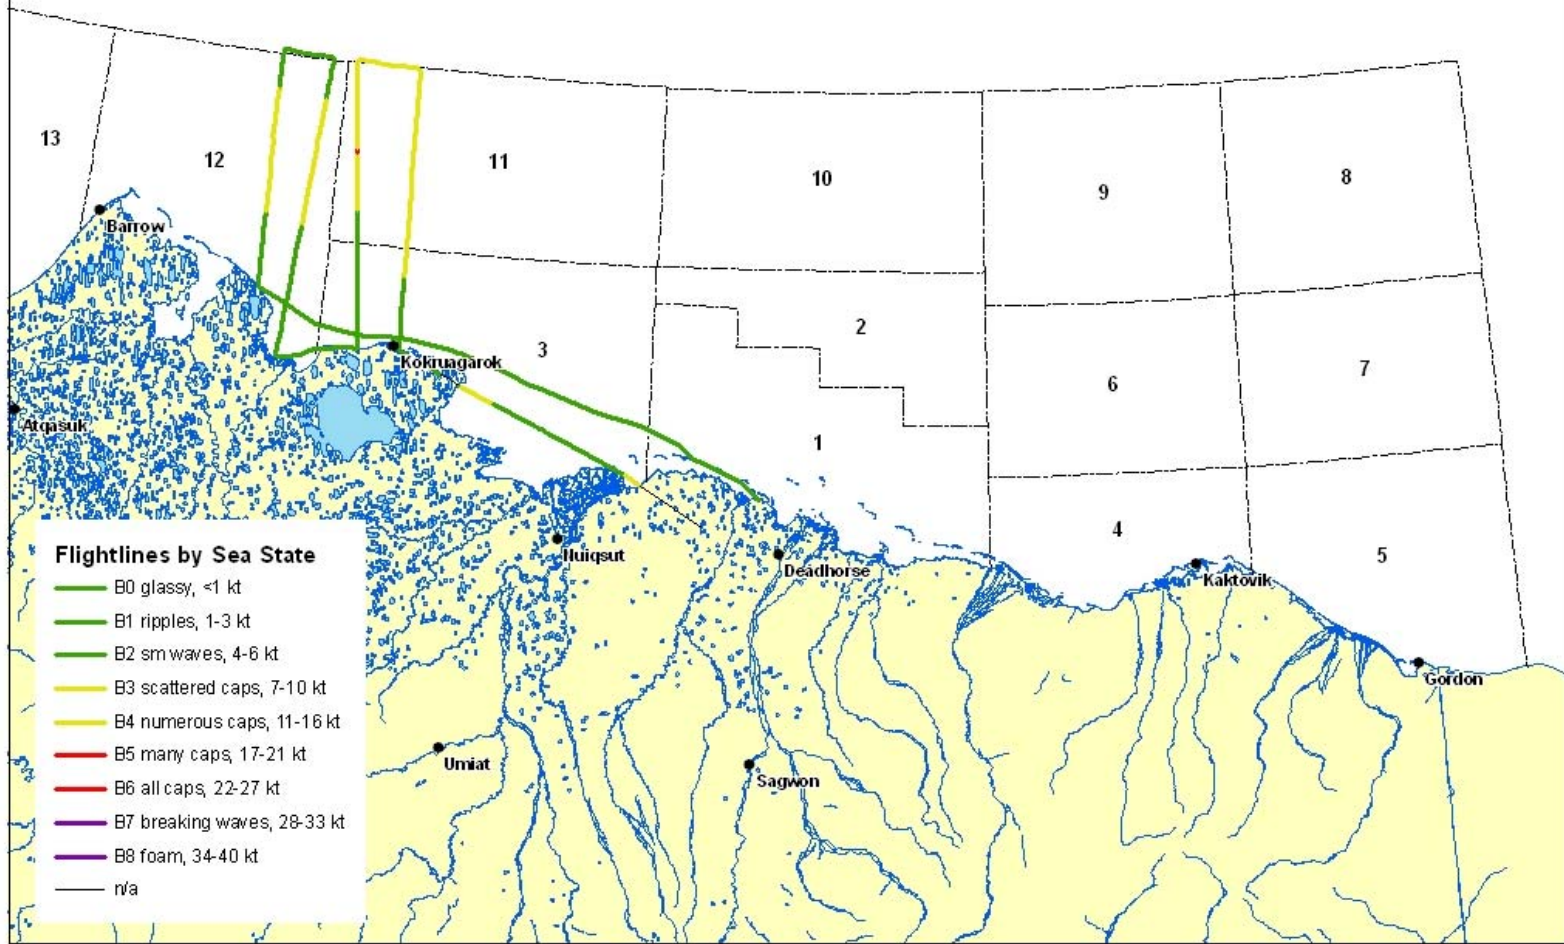 13
12
11
10
9
8
Barrow
2
3
Kokruagarok
7
6
Atqasuk
1
4
5
Nuiqsut
Deadhorse
Kaktovik
Gordon
Umiat
Sagwon
Flightlines by Sea State
B0 glassy, <1 kt
B1 ripples, 1-3 kt
B2 sm waves, 4-6 kt
B3 scattered caps, 7-10 kt
B4 numerous caps, 11-16 kt
B5 many caps, 17-21 kt
B6 all caps, 22-27 kt
B7 breaking waves, 28-33 kt
B8 foam, 34-40 kt
n/a